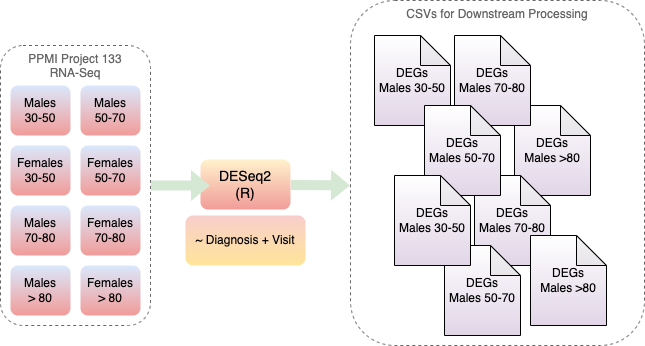 CSVs for Downstream Processing
PPMI Project 133
RNA-Seq
Males
30-50
Males
50-70
Females
30-50
Females
50-70
Males
70-80
Females
70-80
Males
> 80
Females
> 80
DESeq2
(R)
~ Diagnosis + Visit
DEGs
Males 30-50
DEGs
Males 70-80
DEGs
Males 50-70
DEGs
Males >80
DEGs
Males 30-50
DEGs
Males 70-80
DEGs
Males 50-70
DEGs
Males >80